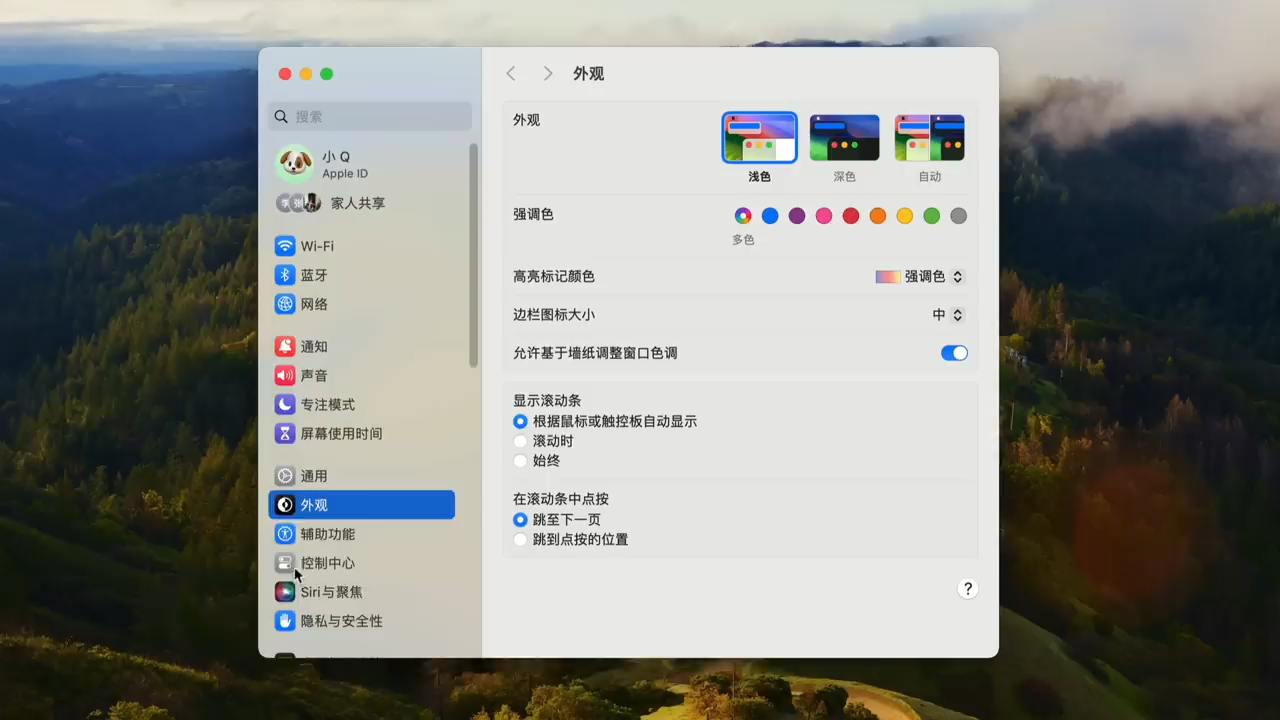 搜索
小 Q
Apple ID
家人共享
Wi-Fi
蓝牙
网络
通知
声音
专注模式
屏幕使用时间
通用
外观
辅助功能
控制中心
Siri与聚焦
隐私与安全性
外观
外观
浅色
深色
自动
强调色
多色
高亮标记颜色
强调色
边栏图标大小
中
允许基于墙纸调整窗口色调
显示滚动条
根据鼠标或触控板自动显示
滚动时
始终
在滚动条中点按
跳至下一页
跳到点按的位置
?